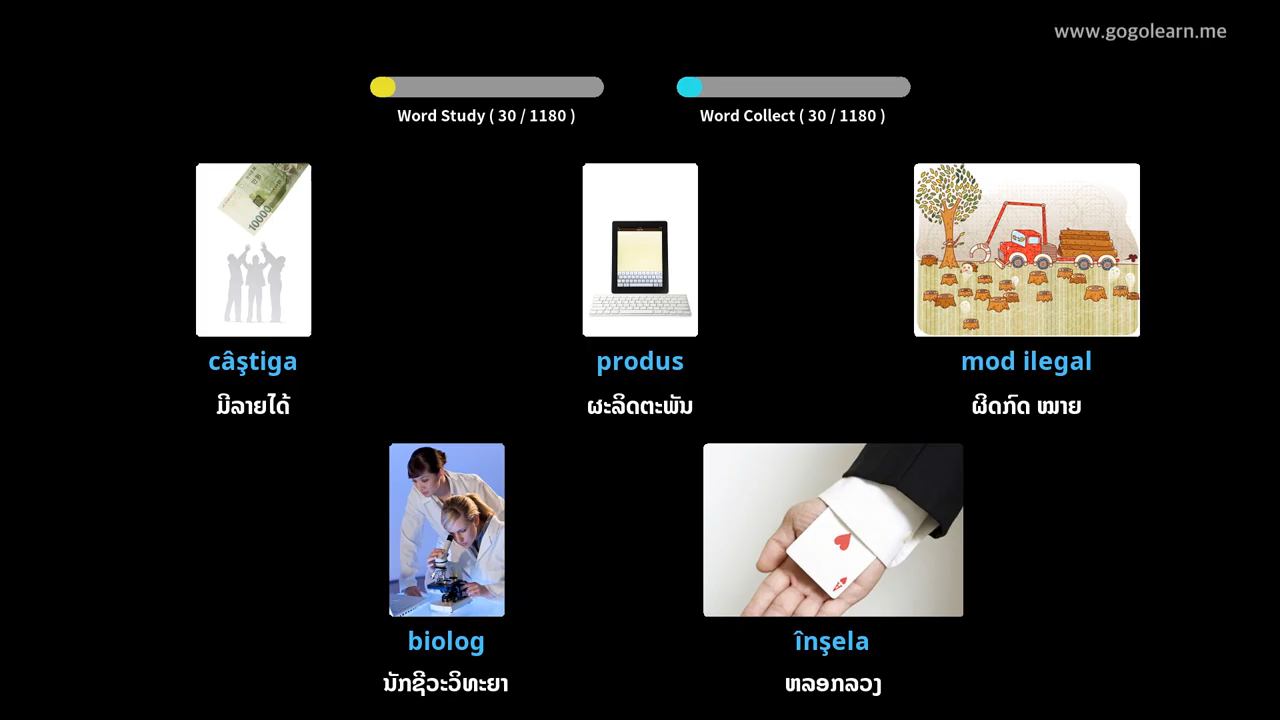 www.gogolearn.me
Word Study ( 30 / 1180 )
Word Collect ( 30 / 1180 )
10000
câştiga
produs
mod ilegal
ມີລາຍໄດ້
ຜະລິດຕະພັນ
ຜິດກົດ ໝາຍ
biolog
înşela
ນັກຊີວະວິທະຍາ
ຫລອກລວງ